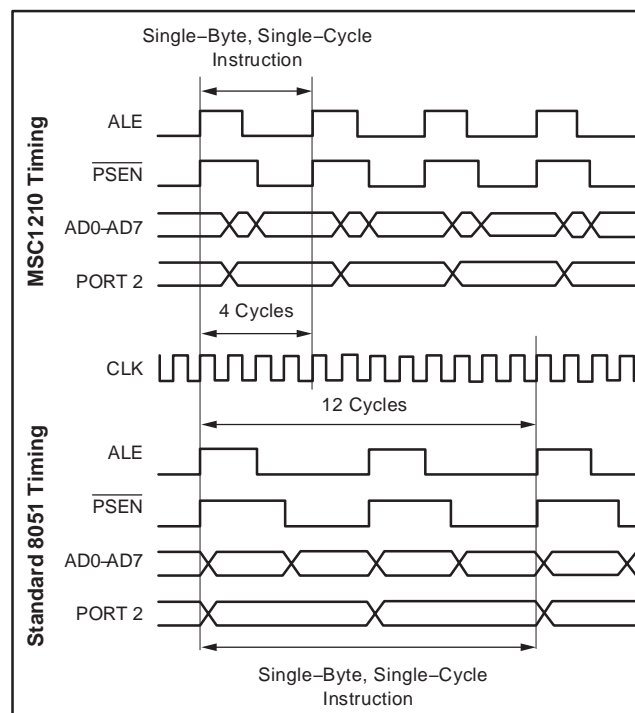 Single–Byte, Single–Cycle
Instruction
MSC1210 Timing
ALE
PSEN
AD0-AD7
PORT 2
4 Cycles
CLK
12 Cycles
Standard 8051 Timing
ALE
PSEN
AD0-AD7
PORT 2
Single–Byte, Single–Cycle
Instruction